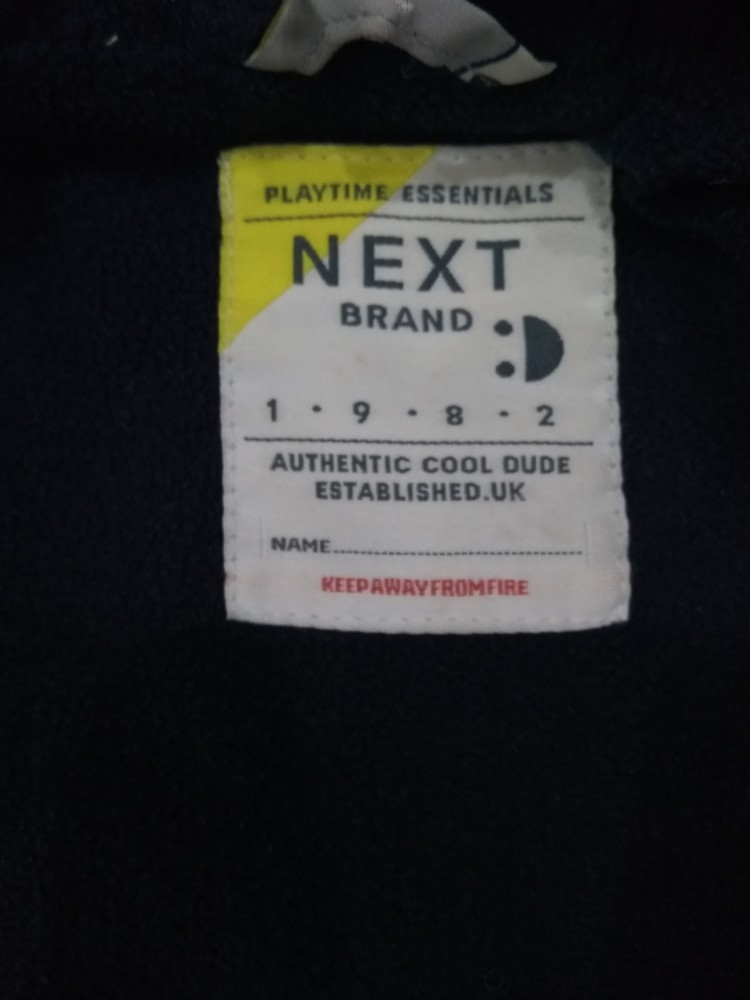 PLAYTIME ESSENTIALS
NEXT
BRAND
1 • 9 • 8 • 2
AUTHENTIC COOL DUDE
ESTABLISHED.UK
NAME
KEEPAWAYFROMFIRE